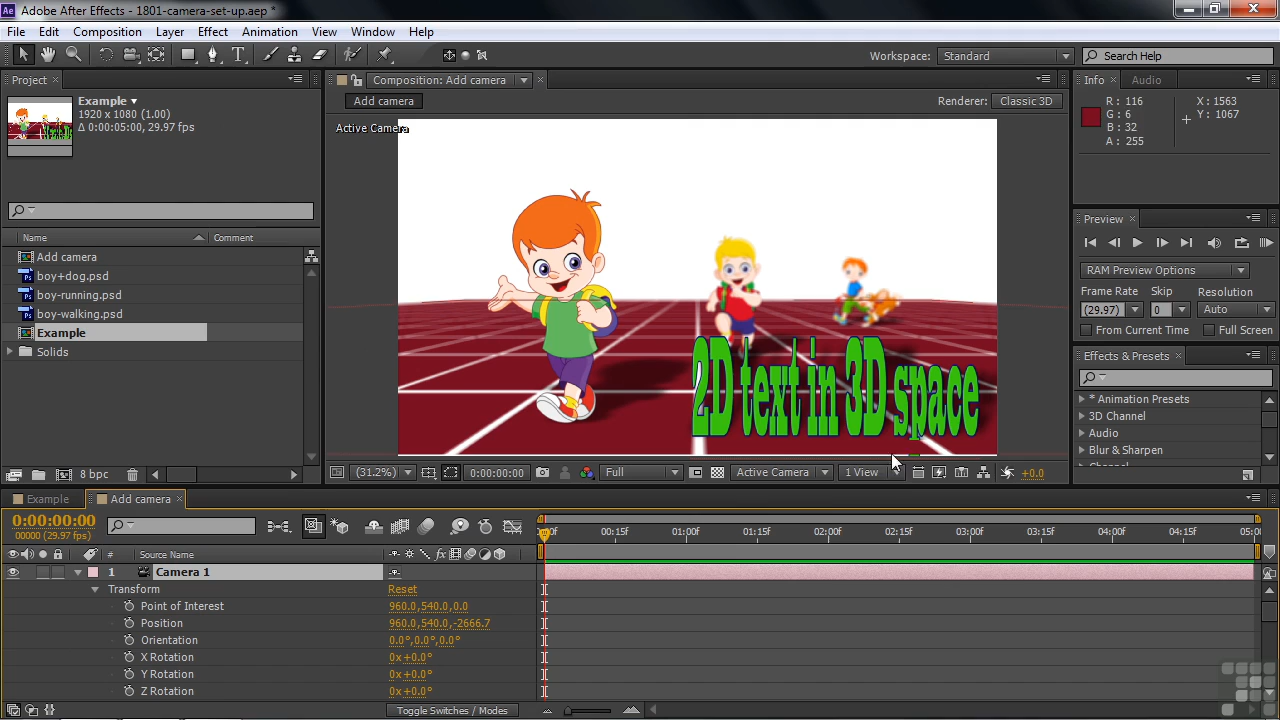 Adobe After Effects - 1801-camera-set-up.aep *
File Edit Composition Layer Effect Animation View Window Help
Workspace: Standard Search Help
Project
Composition: Add camera
Info Audio
Example
1920 x 1080 (1.00)
Δ 0:00:05:00, 29.97 fps
Add camera
Renderer: Classic 3D
Active Camera
R : 116
G : 6
B : 32
A : 255
X : 1563
Y : 1067
Name Comment
Add camera
boy+dog.psd
boy-running.psd
boy-walking.psd
Example
Solids
2D text in 3D space
Preview
RAM Preview Options
Frame Rate Skip Resolution
(29.97) 0 Auto
From Current Time Full Screen
Effects & Presets
* Animation Presets
3D Channel
Audio
Blur & Sharpen
8 bpc
(31.2%) 0:00:00:00 Full Active Camera 1 View +0.0
Example Add camera
0:00:00:00
00000 (29.97 fps)
00:15f 01:00f 01:15f 02:00f 02:15f 03:00f 03:15f 04:00f 04:15f
# Source Name
1 Camera 1
Transform Reset
Point of Interest 960.0,540.0,0.0
Position 960.0,540.0,-2666.7
Orientation 0.0°,0.0°,0.0°
X Rotation 0x+0.0°
Y Rotation 0x+0.0°
Z Rotation 0x+0.0°
Toggle Switches / Modes